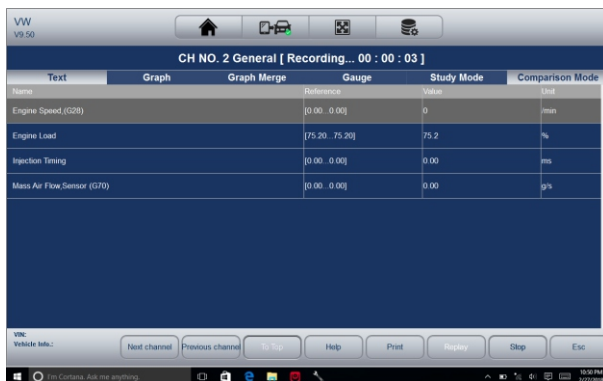 VW
V9.50
CH NO. 2 General [ Recording... 00 : 00 : 03 ]
Text Graph Graph Merge Gauge Study Mode Comparison Mode
Name Reference Value Unit
Engine Speed,(G28) [0.00...0.00] 0 /min
Engine Load [75.20...75.20] 75.2 %
Injection Timing [0.00...0.00] 0.00 ms
Mass Air Flow,Sensor (G70) [0.00...0.00] 0.00 g/s
VIN:
Vehicle Info.:
Next channel Previous channel To Top Help Print Replay Stop Esc
I'm Cortana. Ask me anything. 10:50 PM